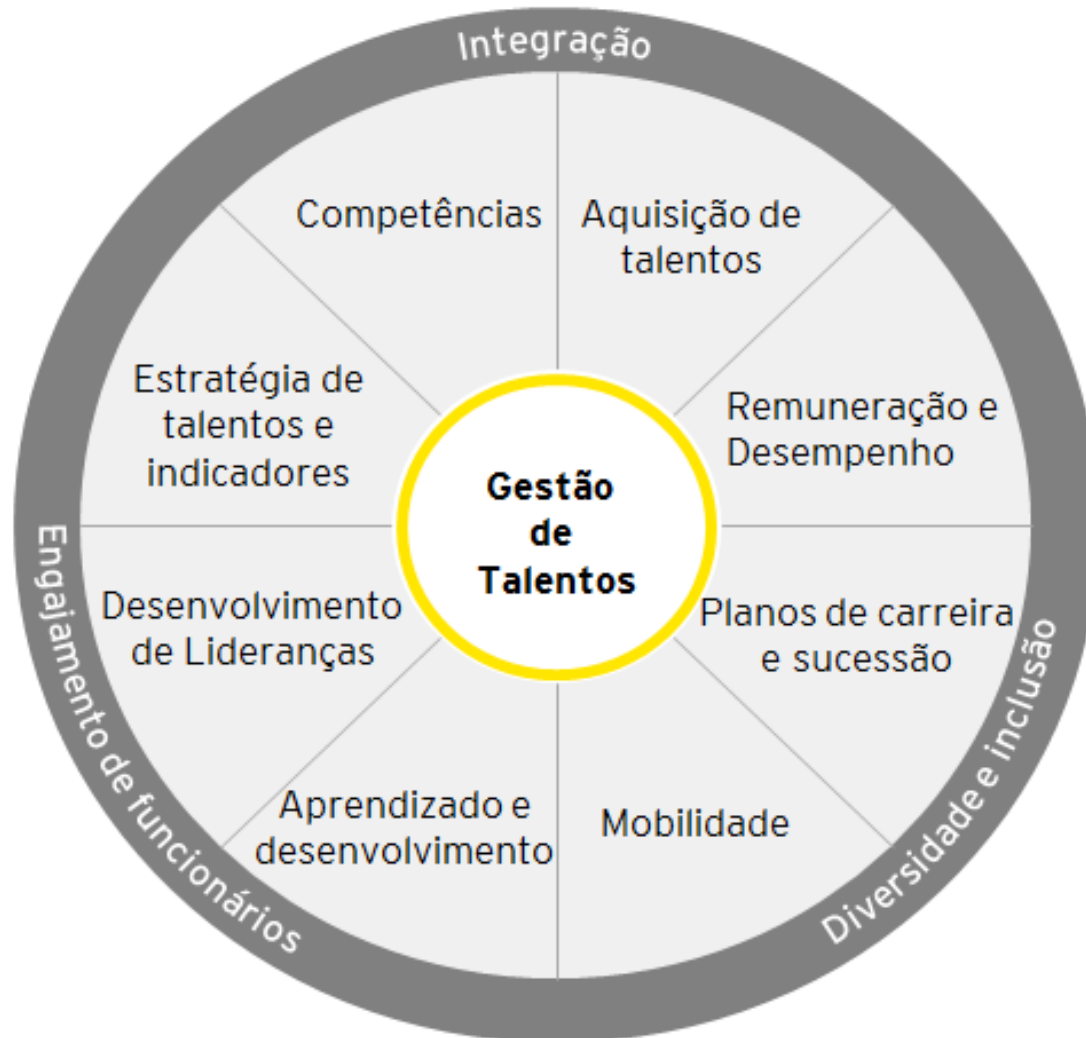 Integração
Competências
Aquisição de
talentos
Estratégia de
talentos e
indicadores
Remuneração e
Desempenho
Gestão
de
Talentos
Desenvolvimento
de Lideranças
Planos de carreira
e sucessão
Aprendizado e
desenvolvimento
Mobilidade
Engajamento de funcionários
Diversidade e inclusão